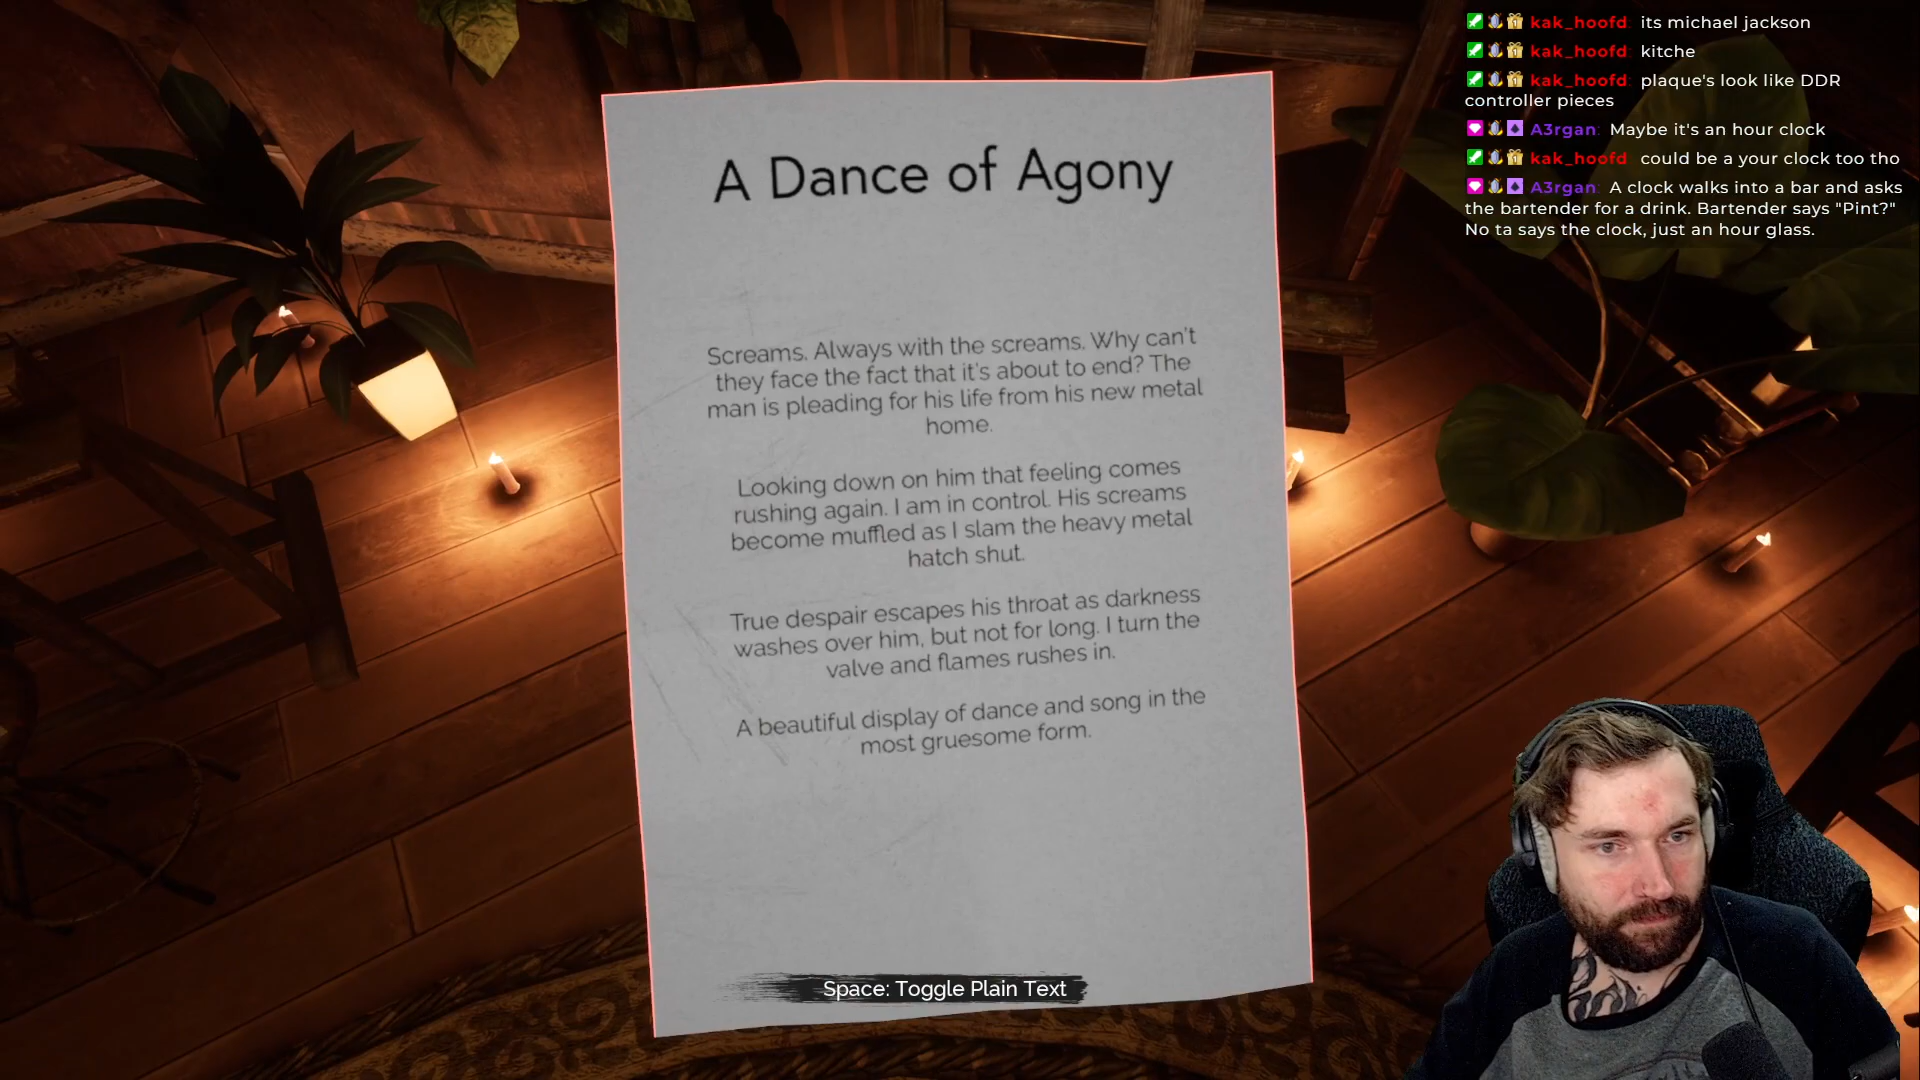 A Dance of Agony
Screams. Always with the screams. Why can't
they face the fact that it's about to end? The
man is pleading for his life from his new metal
home.
Looking down on him that feeling comes
rushing again. I am in control. His screams
become muffled as I slam the heavy metal
hatch shut.
True despair escapes his throat as darkness
washes over him, but not for long. I turn the
valve and flames rushes in.
A beautiful display of dance and song in the
most gruesome form.
Space: Toggle Plain Text
kak_hoofd: its michael jackson
kak_hoofd: kitche
kak_hoofd: plaque's look like DDR
controller pieces
A3rgan: Maybe it's an hour clock
kak_hoofd: could be a your clock too tho
A3rgan: A clock walks into a bar and asks
the bartender for a drink. Bartender says "Pint?"
No ta says the clock, just an hour glass.